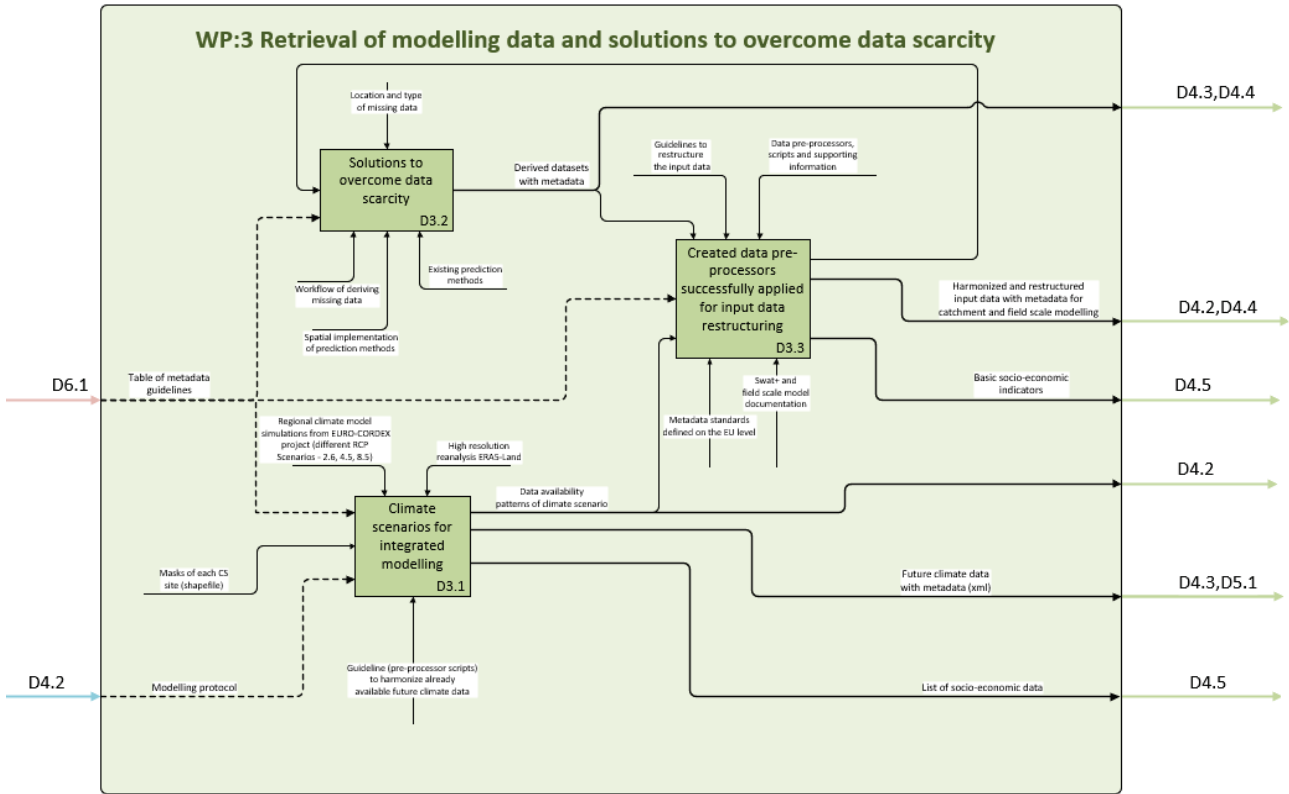 WP:3 Retrieval of modelling data and solutions to overcome data scarcity
Location and type
of missing data
D4.3,D4.4
Solutions to
overcome data
scarcity
D3.2
Derived datasets
with metadata
Guidelines to
restructure
the input data
Data pre-processors,
scripts and supporting
information
Workflow of deriving
missing data
Existing prediction
methods
Spatial implementation
of prediction methods
Created data pre-
processors
successfully applied
for input data
restructuring
D3.3
Harmonized and restructured
input data with metadata for
catchment and field scale modelling
D4.2,D4.4
D6.1
Table of metadata
guidelines
Swat+ and
field scale model
documentation
Basic socio-economic
indicators
D4.5
Metadata standards
defined on the EU level
Regional climate model
simulations from EURO-CORDEX
project (different RCP
Scenarios - 2.6, 4.5, 8.5)
High resolution
reanalysis ERA5-Land
Data availability
patterns of climate scenario
D4.2
Climate
scenarios for
integrated
modelling
D3.1
Masks of each CS
site (shapefile)
Future climate data
with metadata (xml)
D4.3,D5.1
Guideline (pre-processor scripts)
to harmonize already
available future climate data
D4.2
Modelling protocol
List of socio-economic data
D4.5